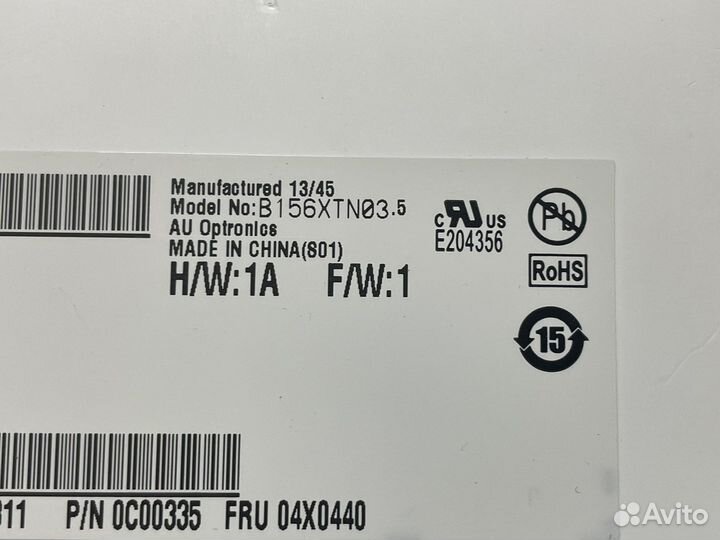 Manufactured 13/45
Model No:B156XTN03.5
AU Optronics
MADE IN CHINA(S01)
H/W:1A F/W:1
c RU US
E204356
Pb
RoHS
15
P/N 0C00335 FRU 04X0440
Avito